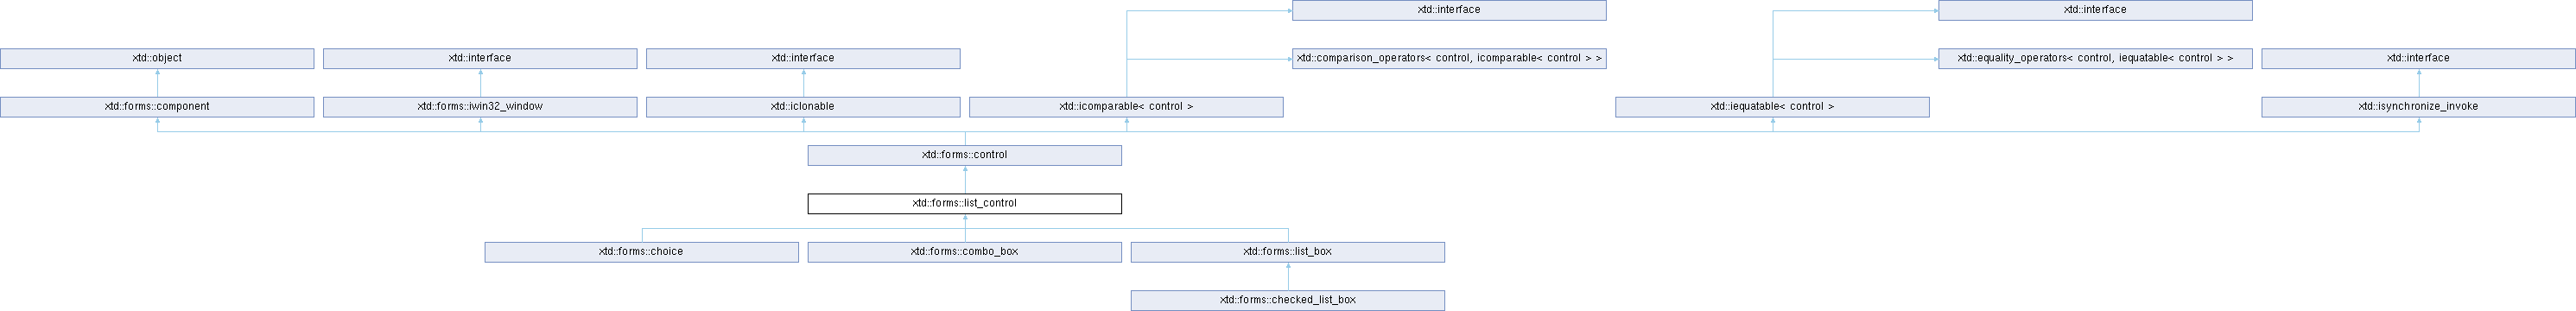 xtd::interface
xtd::interface
xtd::object
xtd::interface
xtd::interface
xtd::comparison_operators< control, icomparable< control > >
xtd::equality_operators< control, iequatable< control > >
xtd::interface
xtd::forms::component
xtd::forms::iwin32_window
xtd::iclonable
xtd::icomparable< control >
xtd::iequatable< control >
xtd::isynchronize_invoke
xtd::forms::control
xtd::forms::list_control
xtd::forms::choice
xtd::forms::combo_box
xtd::forms::list_box
xtd::forms::checked_list_box